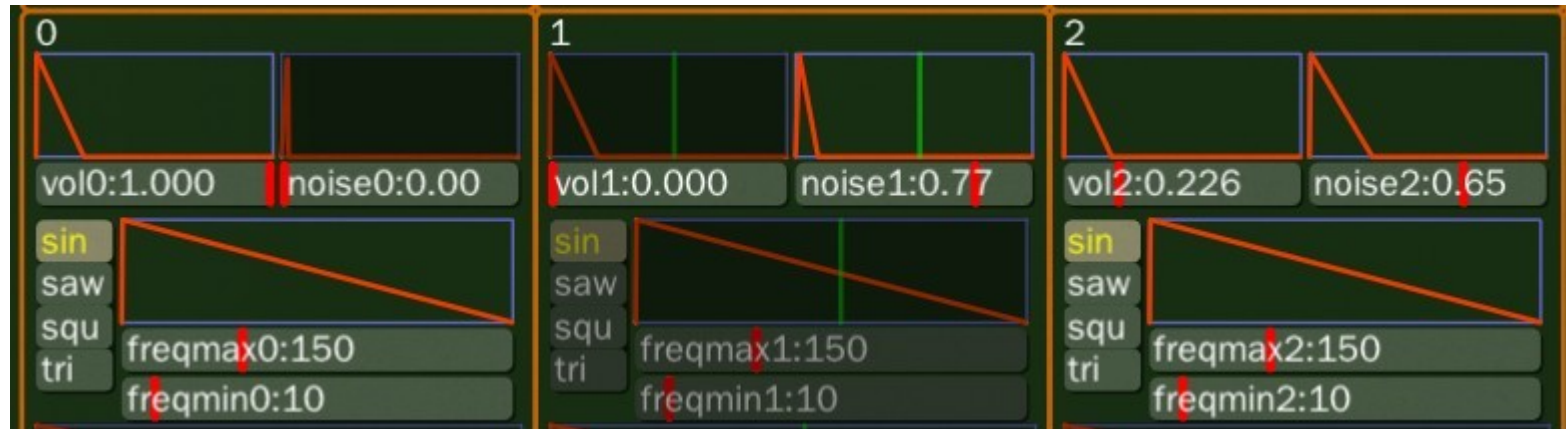 0
vol0:1.000
noise0:0.00
sin
saw
squ
tri
freqmax0:150
freqmin0:10
1
vol1:0.000
noise1:0.77
sin
saw
squ
tri
freqmax1:150
freqmin1:10
2
vol2:0.226
noise2:0.65
sin
saw
squ
tri
freqmax2:150
freqmin2:10